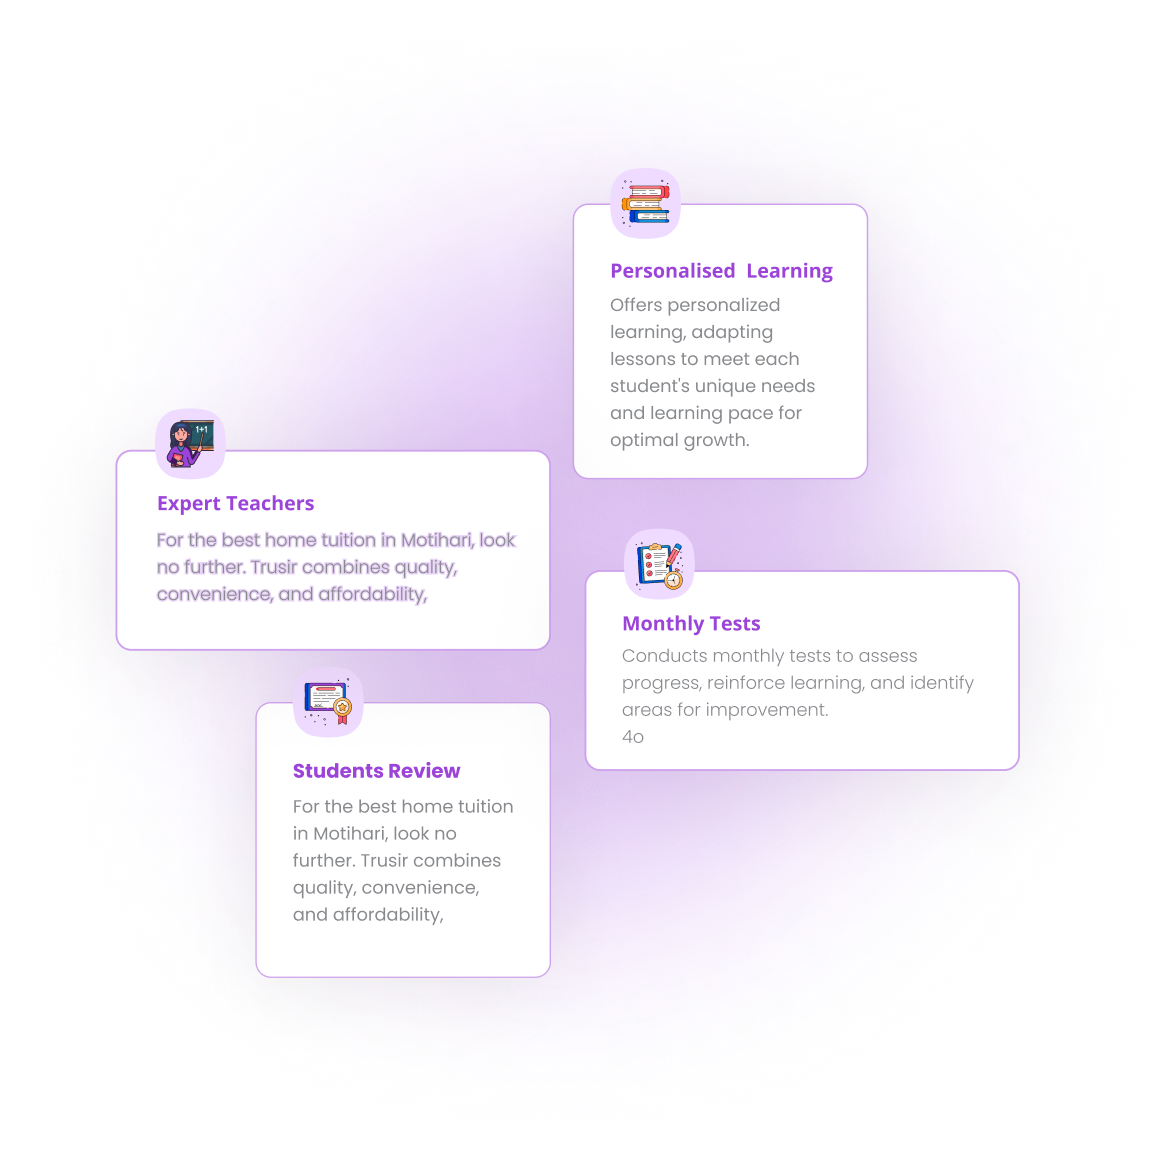 Personalised Learning
Offers personalized
learning, adapting
lessons to meet each
student's unique needs
and learning pace for
optimal growth.
1+1
Expert Teachers
For the best home tuition in Motihari, look
no further. Trusir combines quality,
convenience, and affordability,
Monthly Tests
Conducts monthly tests to assess
progress, reinforce learning, and identify
areas for improvement.
4o
Students Review
For the best home tuition
in Motihari, look no
further. Trusir combines
quality, convenience,
and affordability,